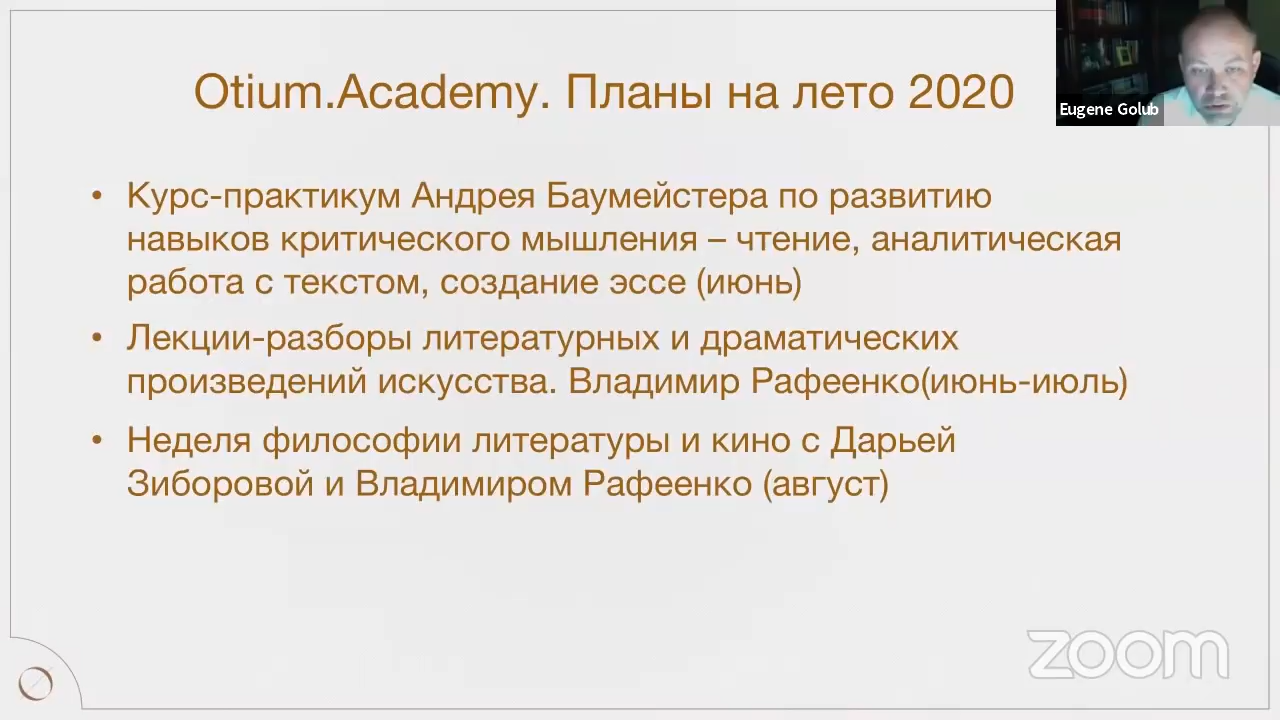 Otium.Academy. Планы на лето 2020
Eugene Golub
• Курс-практикум Андрея Баумейстера по развитию
навыков критического мышления – чтение, аналитическая
работа с текстом, создание эссе (июнь)
• Лекции-разборы литературных и драматических
произведений искусства. Владимир Рафеенко(июнь-июль)
• Неделя философии литературы и кино с Дарьей
Зиборовой и Владимиром Рафеенко (август)
zoom